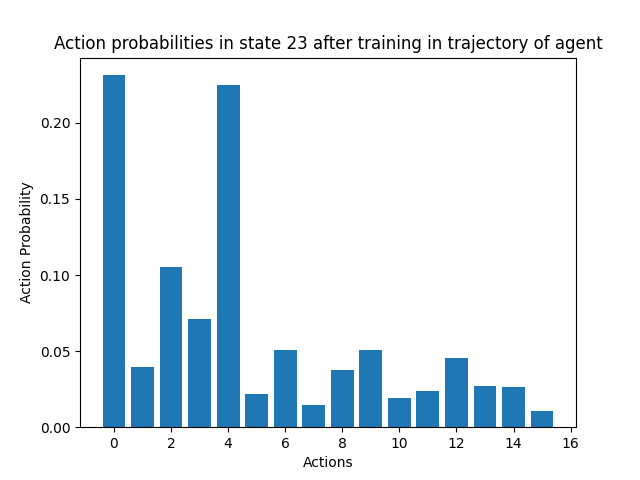 Action probabilities in state 23 after training in trajectory of agent
Action Probability
0.20
0.15
0.10
0.05
0.00
0 2 4 6 8 10 12 14 16
Actions